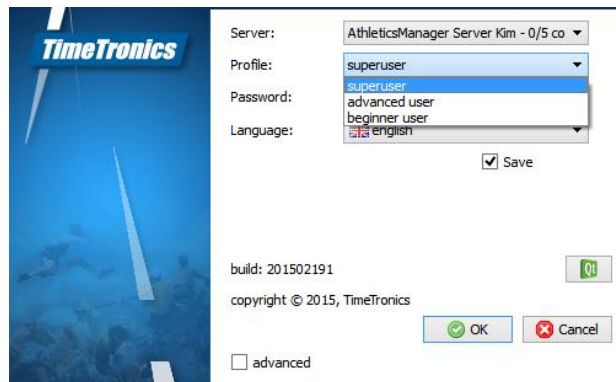 TimeTronics
Server: AthleticsManager Server Kim - 0/5 co
Profile: superuser
superuser
advanced user
beginner user
Password:
Language: english
Save
build: 201502191
Qt
copyright © 2015, TimeTronics
OK Cancel
advanced